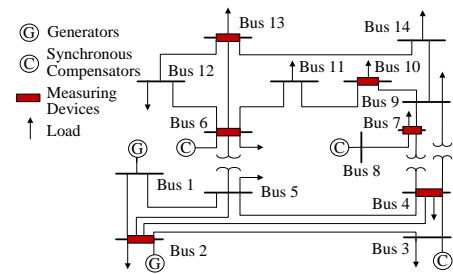 G Generators
C Synchronous
Compensators
Measuring
Devices
Load
Bus 13
Bus 14
Bus 12
Bus 11
Bus 10
Bus 9
Bus 6
Bus 7
C
C
G
Bus 8
Bus 1
Bus 5
Bus 4
Bus 2
Bus 3
G
C